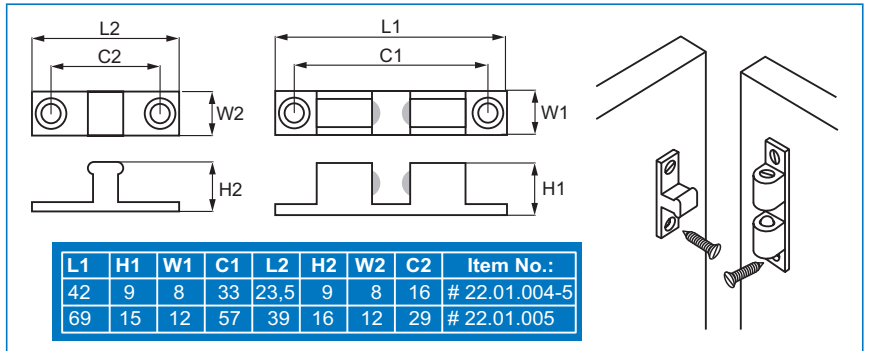 L2
C2
W2
H2
L1
C1
W1
H1
L1 H1 W1 C1 L2 H2 W2 C2 Item No.:
42 9 8 33 23,5 9 8 16 # 22.01.004-5
69 15 12 57 39 16 12 29 # 22.01.005